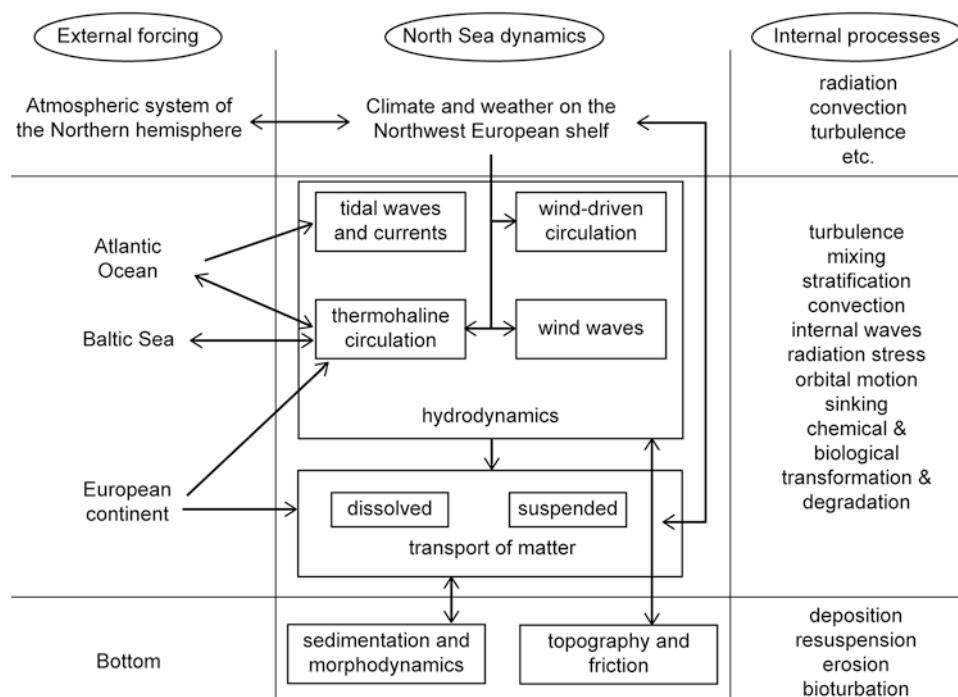 External forcing
North Sea dynamics
Internal processes
Atmospheric system of
the Northern hemisphere
Climate and weather on the
Northwest European shelf
radiation
convection
turbulence
etc.
Atlantic
Ocean
Baltic Sea
European
continent
tidal waves
and currents
wind-driven
circulation
thermohaline
circulation
wind waves
hydrodynamics
dissolved
suspended
transport of matter
turbulence
mixing
stratification
convection
internal waves
radiation stress
orbital motion
sinking
chemical &
biological
transformation &
degradation
Bottom
sedimentation and
morphodynamics
topography and
friction
deposition
resuspension
erosion
bioturbation